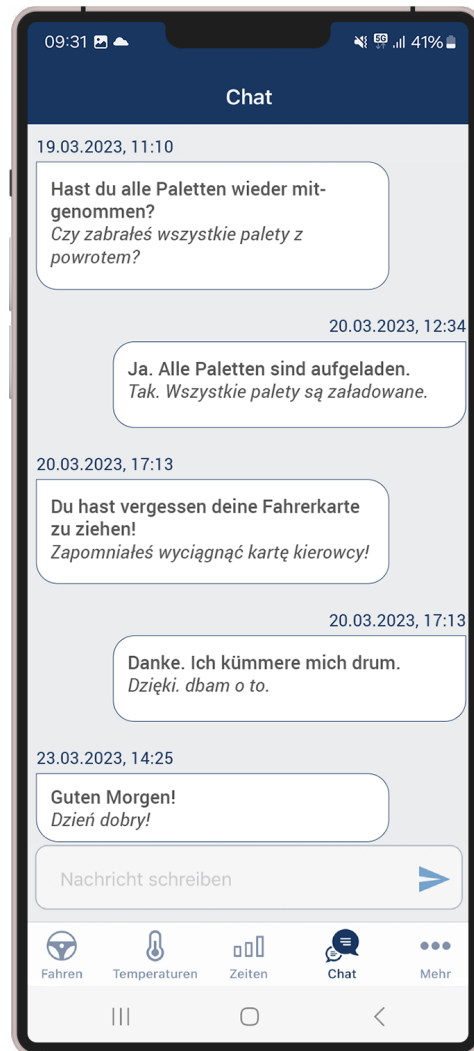 09:31
5G
41%
Chat
19.03.2023, 11:10
Hast du alle Paletten wieder mit-
genommen?
Czy zabrałeś wszystkie palety z
powrotem?
20.03.2023, 12:34
Ja. Alle Paletten sind aufgeladen.
Tak. Wszystkie palety są załadowane.
20.03.2023, 17:13
Du hast vergessen deine Fahrerkarte
zu ziehen!
Zapomniałeś wyciągnąć kartę kierowcy!
20.03.2023, 17:13
Danke. Ich kümmere mich drum.
Dzięki. dbam o to.
23.03.2023, 14:25
Guten Morgen!
Dzień dobry!
Nachricht schreiben
Fahren
Temperaturen
Zeiten
Chat
Mehr